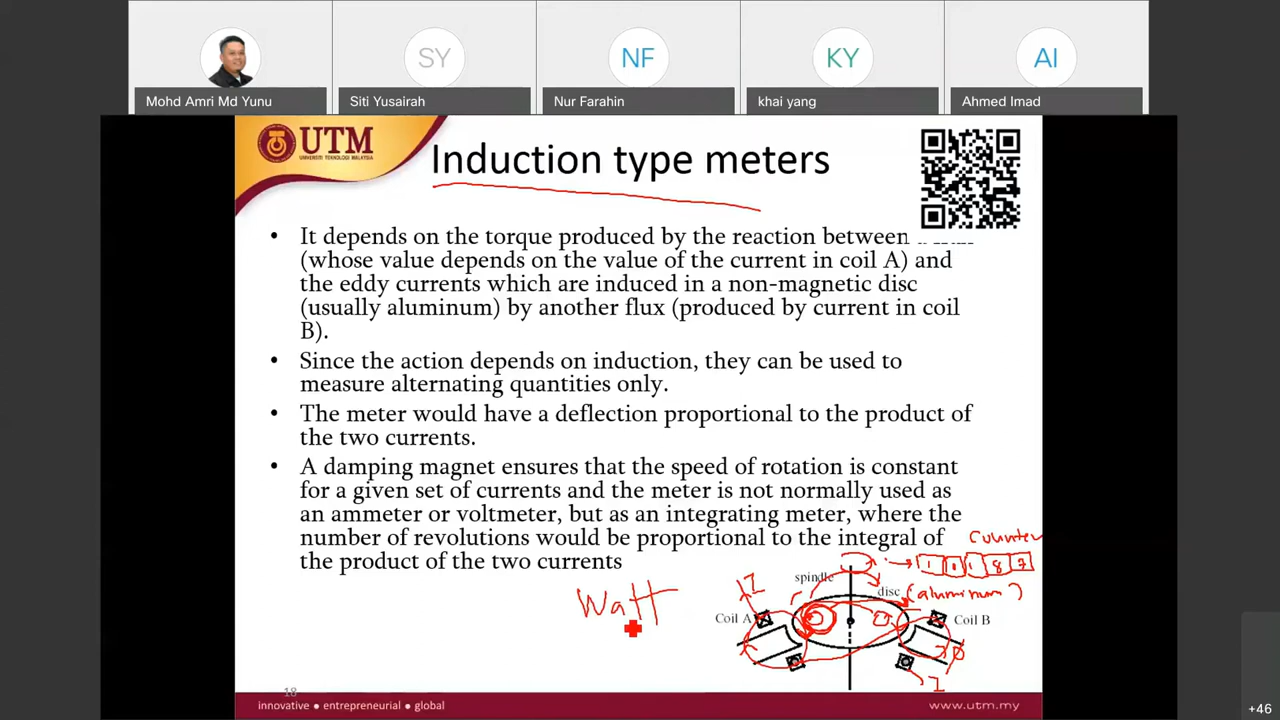 SY
NF
KY
AI
Mohd Amri Md Yunu
Siti Yusairah
Nur Farahin
khai yang
Ahmed Imad
UTM
UNIVERSITI TEKNOLOGI MALAYSIA
Induction type meters
• It depends on the torque produced by the reaction between
(whose value depends on the value of the current in coil A) and
the eddy currents which are induced in a non-magnetic disc
(usually aluminum) by another flux (produced by current in coil
B).
• Since the action depends on induction, they can be used to
measure alternating quantities only.
• The meter would have a deflection proportional to the product of
the two currents.
• A damping magnet ensures that the speed of rotation is constant
for a given set of currents and the meter is not normally used as
an ammeter or voltmeter, but as an integrating meter, where the
number of revolutions would be proportional to the integral of
the product of the two currents
counter
spindle
disc (aluminum)
Watt
Coil A
Coil B
I
Ø
I
18
innovative ● entrepreneurial ● global
www.utm.my
+46